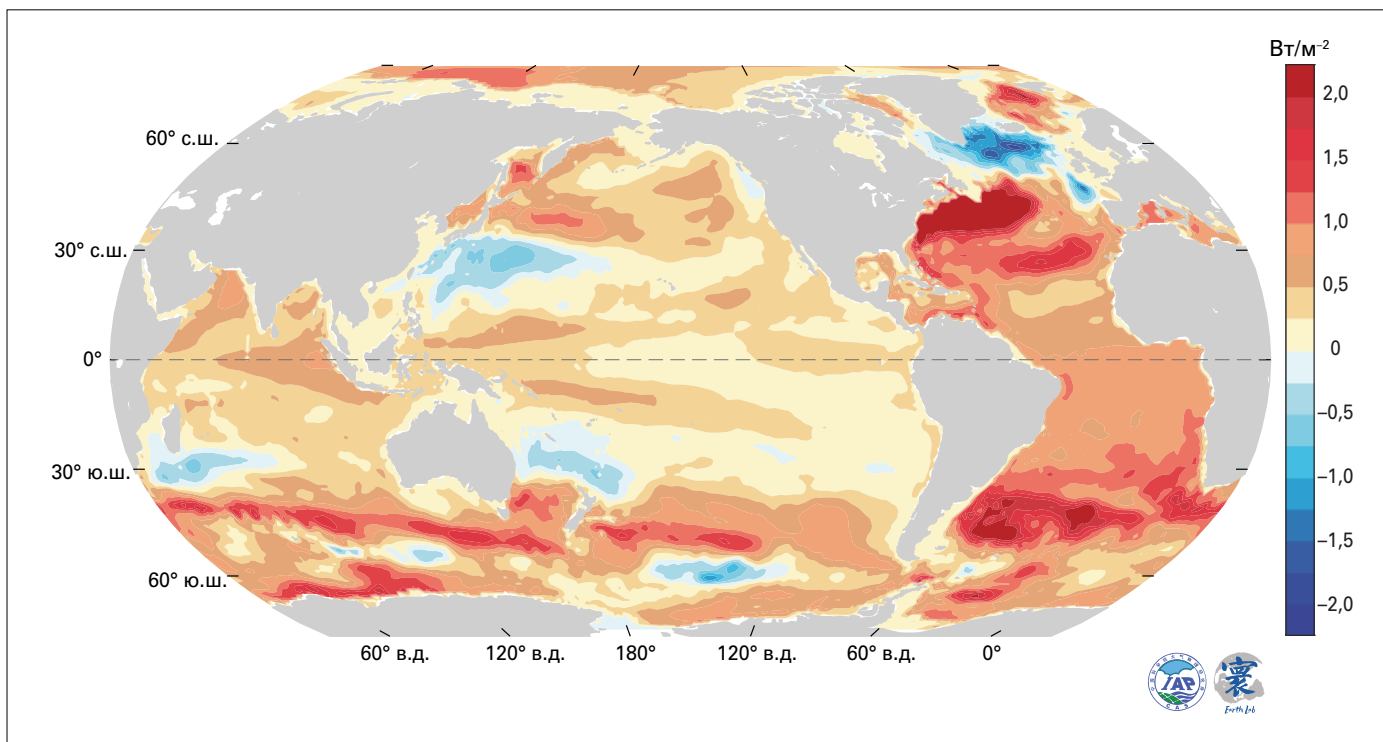 Вт/м⁻²
2,0
1,5
1,0
0,5
0
–0,5
–1,0
–1,5
–2,0
60° с.ш.
30° с.ш.
0°
30° ю.ш.
60° ю.ш.
60° в.д. 120° в.д. 180° 120° в.д. 60° в.д. 0°
IAP
CAS
寰
Earth Lab